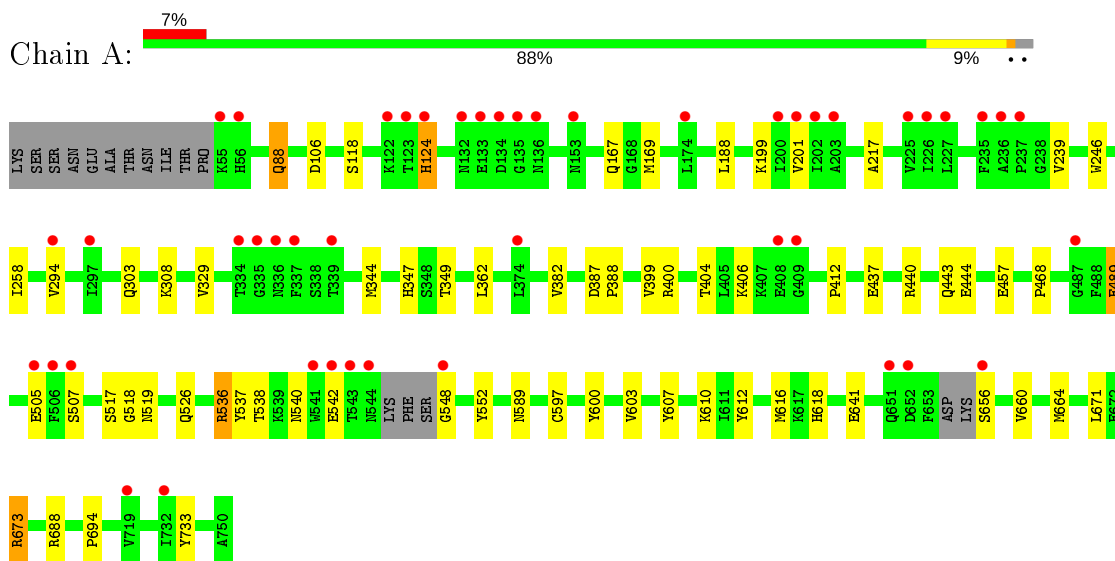 7%
Chain A:
88% 9% • •
LYS SER SER ASN GLU ALA THR ASN ILE THR PRO K55 H56 Q88 D106 S118 K122 T123 H124 N132 E133 D134 G135 N136 N153 Q167 G168 M169 L174 L188 K199 I200 V201 I202 A203 A217 V225 I226 L227 F235 A236 P237 G238 V239 W246
I258 V294 I297 Q303 K308 V329 T334 G335 N336 F337 S338 T339 M344 H347 S348 T349 L362 L374 V382 D387 P388 V399 R400 T404 L405 K406 K407 E408 G409 P412 E437 R440 Q443 E444 E457 P468 G487 F488
E505 F506 S507 S517 G518 N519 Q526 R536 Y537 T538 K539 N540 W541 E542 T543 N544 LYS PHE SER G548 Y552 N589 C597 Y600 V603 Y607 K610 I611 Y612 M616 K617 H618 E641 Q651 D652 F653 ASP LYS S656 V660 M664 L671
R673 R688 P694 V719 I732 Y733 A750